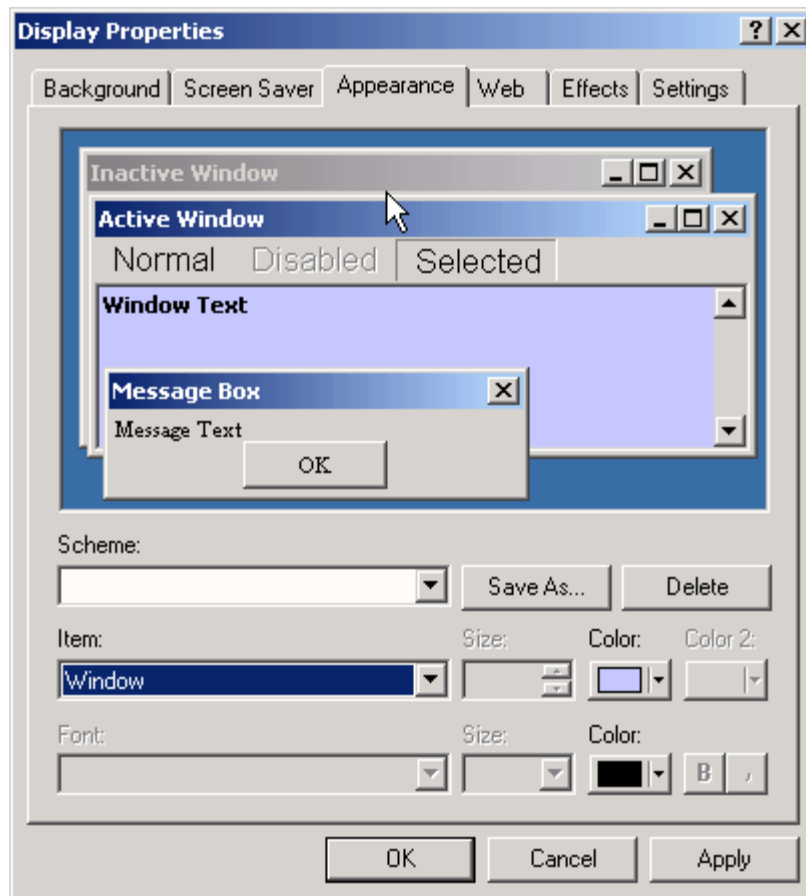 Display Properties
Background Screen Saver Appearance Web Effects Settings
Inactive Window
Active Window
Normal Disabled Selected
Window Text
Message Box
Message Text
OK
Scheme:
Save As... Delete
Item: Size: Color: Color 2:
Window
Font: Size: Color:
B
OK Cancel Apply